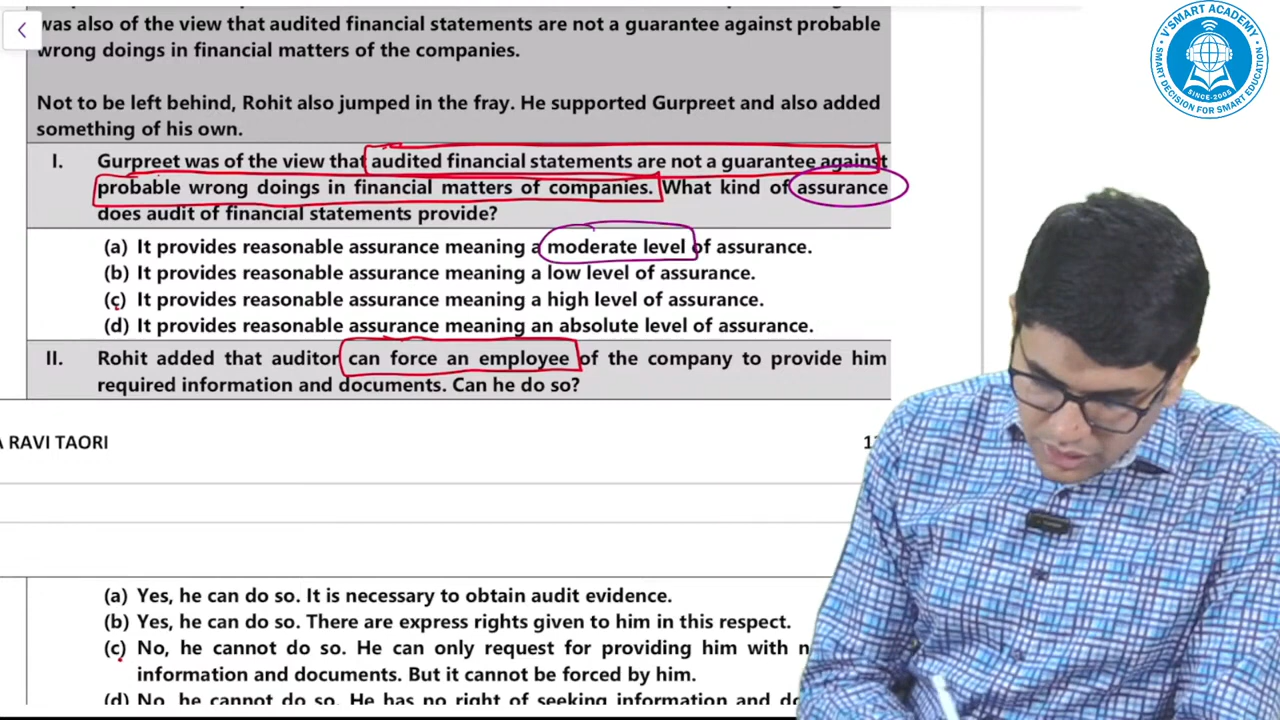 was also of the view that audited financial statements are not a guarantee against probable
wrong doings in financial matters of the companies.
Not to be left behind, Rohit also jumped in the fray. He supported Gurpreet and also added
something of his own.
I. Gurpreet was of the view that audited financial statements are not a guarantee against
probable wrong doings in financial matters of companies. What kind of assurance
does audit of financial statements provide?
(a) It provides reasonable assurance meaning a moderate level of assurance.
(b) It provides reasonable assurance meaning a low level of assurance.
(c) It provides reasonable assurance meaning a high level of assurance.
(d) It provides reasonable assurance meaning an absolute level of assurance.
II. Rohit added that auditor can force an employee of the company to provide him
required information and documents. Can he do so?
A RAVI TAORI
(a) Yes, he can do so. It is necessary to obtain audit evidence.
(b) Yes, he can do so. There are express rights given to him in this respect.
(c) No, he cannot do so. He can only request for providing him with
information and documents. But it cannot be forced by him.
(d) No, he cannot do so. He has no right of seeking information and
V'SMART ACADEMY
SMART DECISION FOR SMART EDUCATION
SINCE-2005